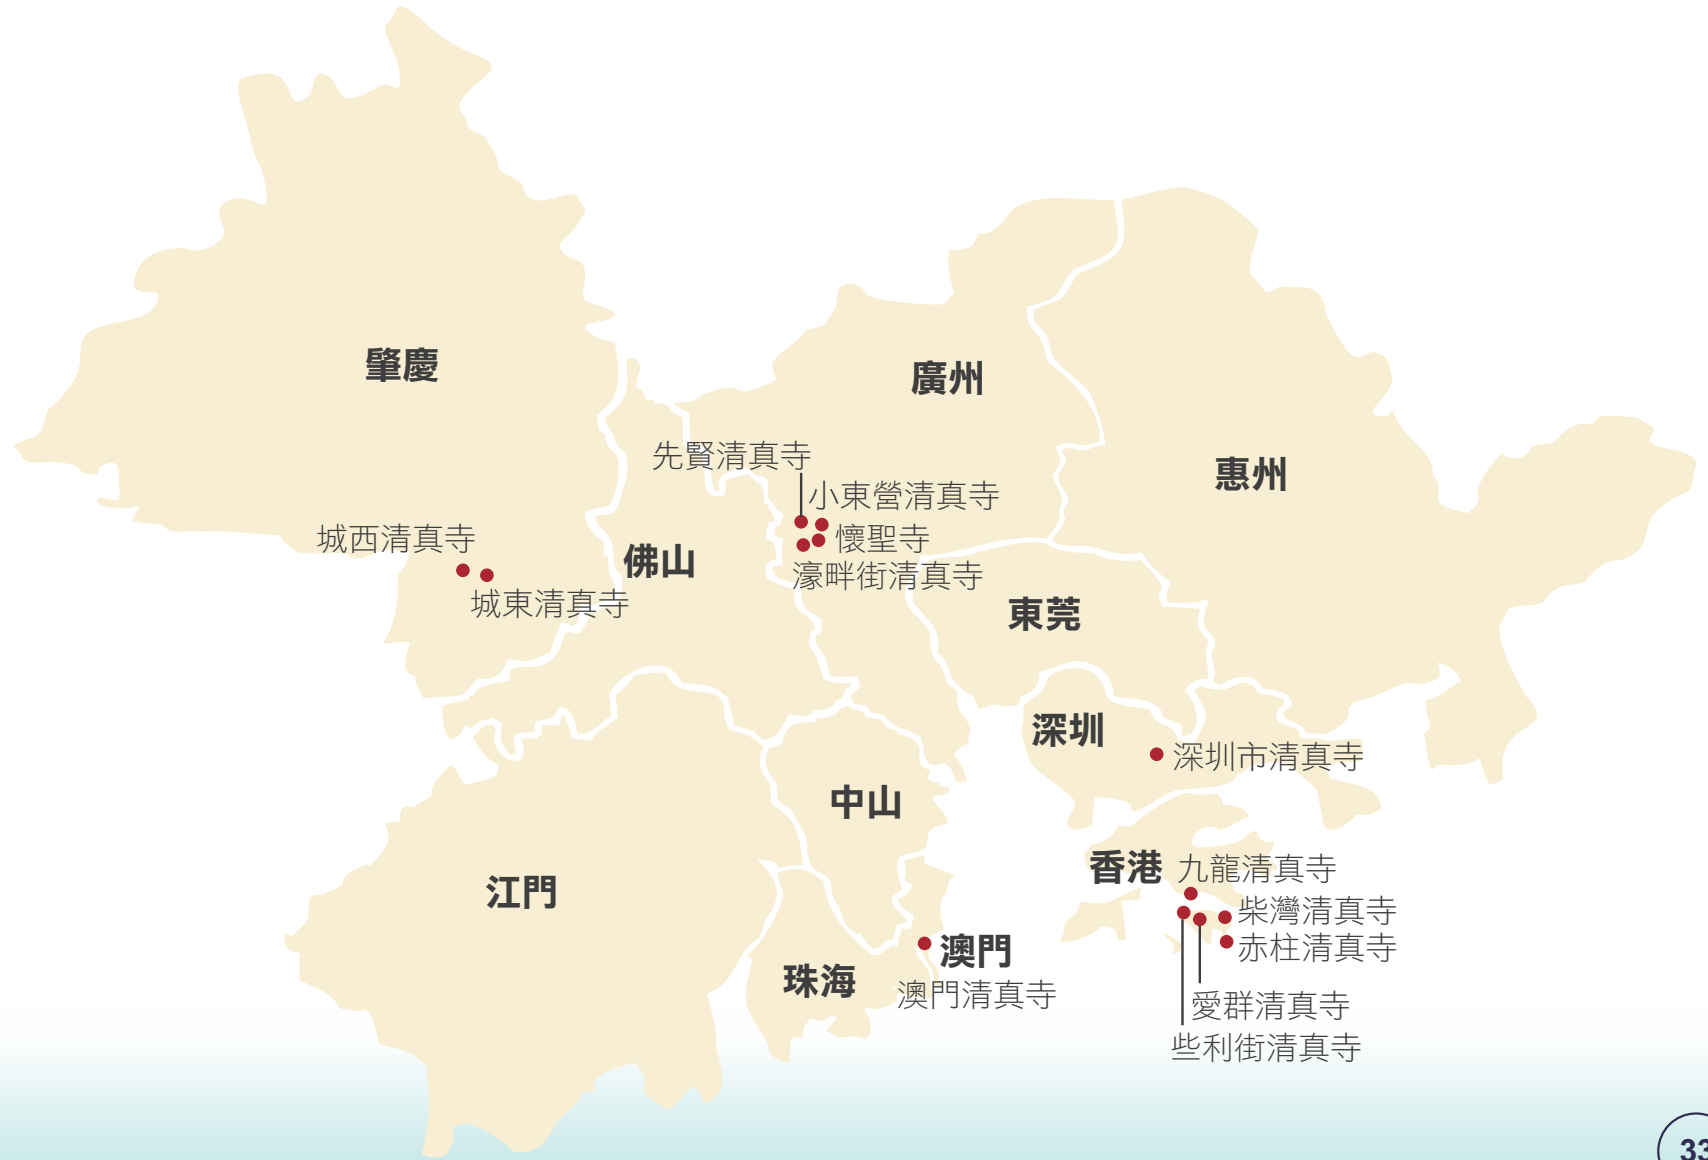 肇慶
廣州
先賢清真寺
惠州
小東營清真寺
城西清真寺
懷聖寺
佛山
濠畔街清真寺
城東清真寺
東莞
深圳
深圳市清真寺
中山
香港
九龍清真寺
江門
柴灣清真寺
赤柱清真寺
澳門
珠海
澳門清真寺
愛群清真寺
些利街清真寺
33